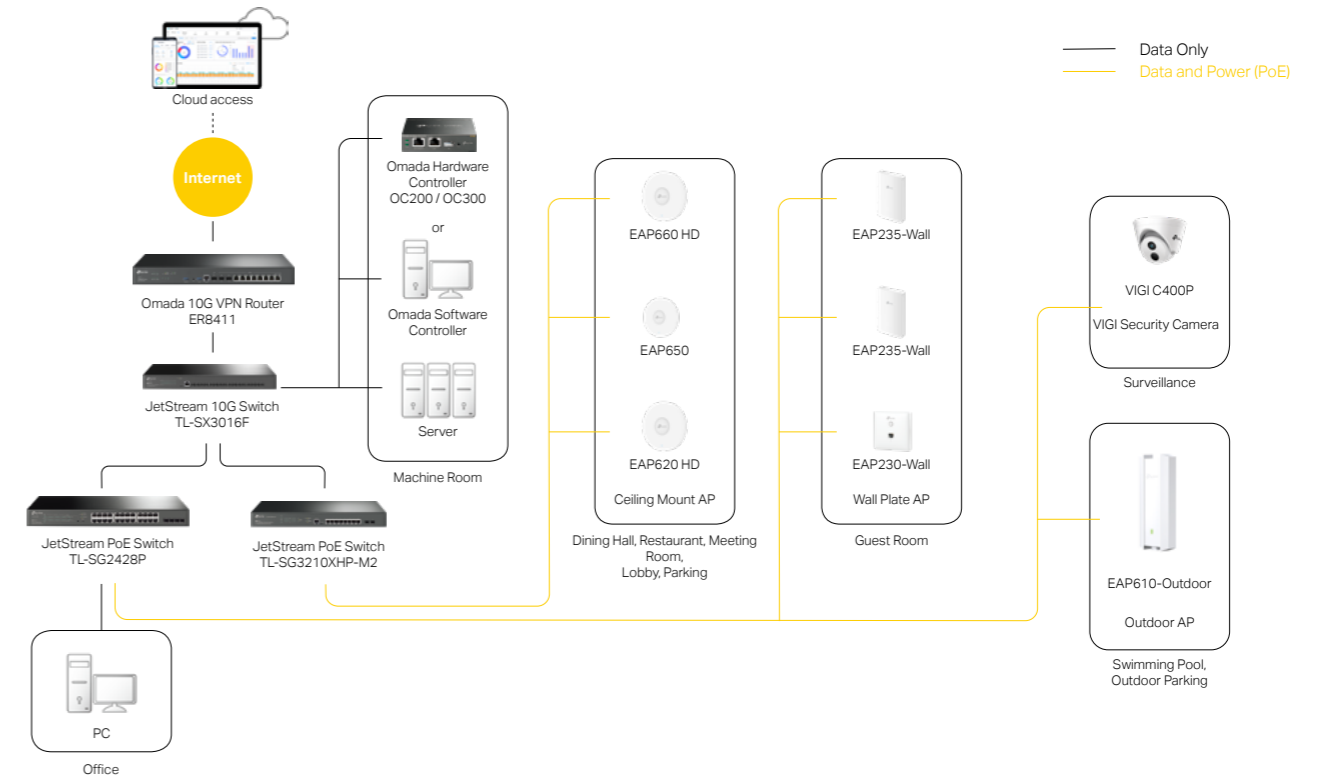 Data Only
Data and Power (PoE)
Cloud access
Internet
Omada 10G VPN Router
ER8411
JetStream 10G Switch
TL-SX3016F
JetStream PoE Switch
TL-SG2428P
JetStream PoE Switch
TL-SG3210XHP-M2
PC
Office
Omada Hardware
Controller
OC200 / OC300
or
Omada Software
Controller
Server
Machine Room
EAP660 HD
EAP650
EAP620 HD
Ceiling Mount AP
Dining Hall, Restaurant, Meeting
Room,
Lobby, Parking
EAP235-Wall
EAP235-Wall
EAP230-Wall
Wall Plate AP
Guest Room
VIGI C400P
VIGI Security Camera
Surveillance
EAP610-Outdoor
Outdoor AP
Swimming Pool,
Outdoor Parking